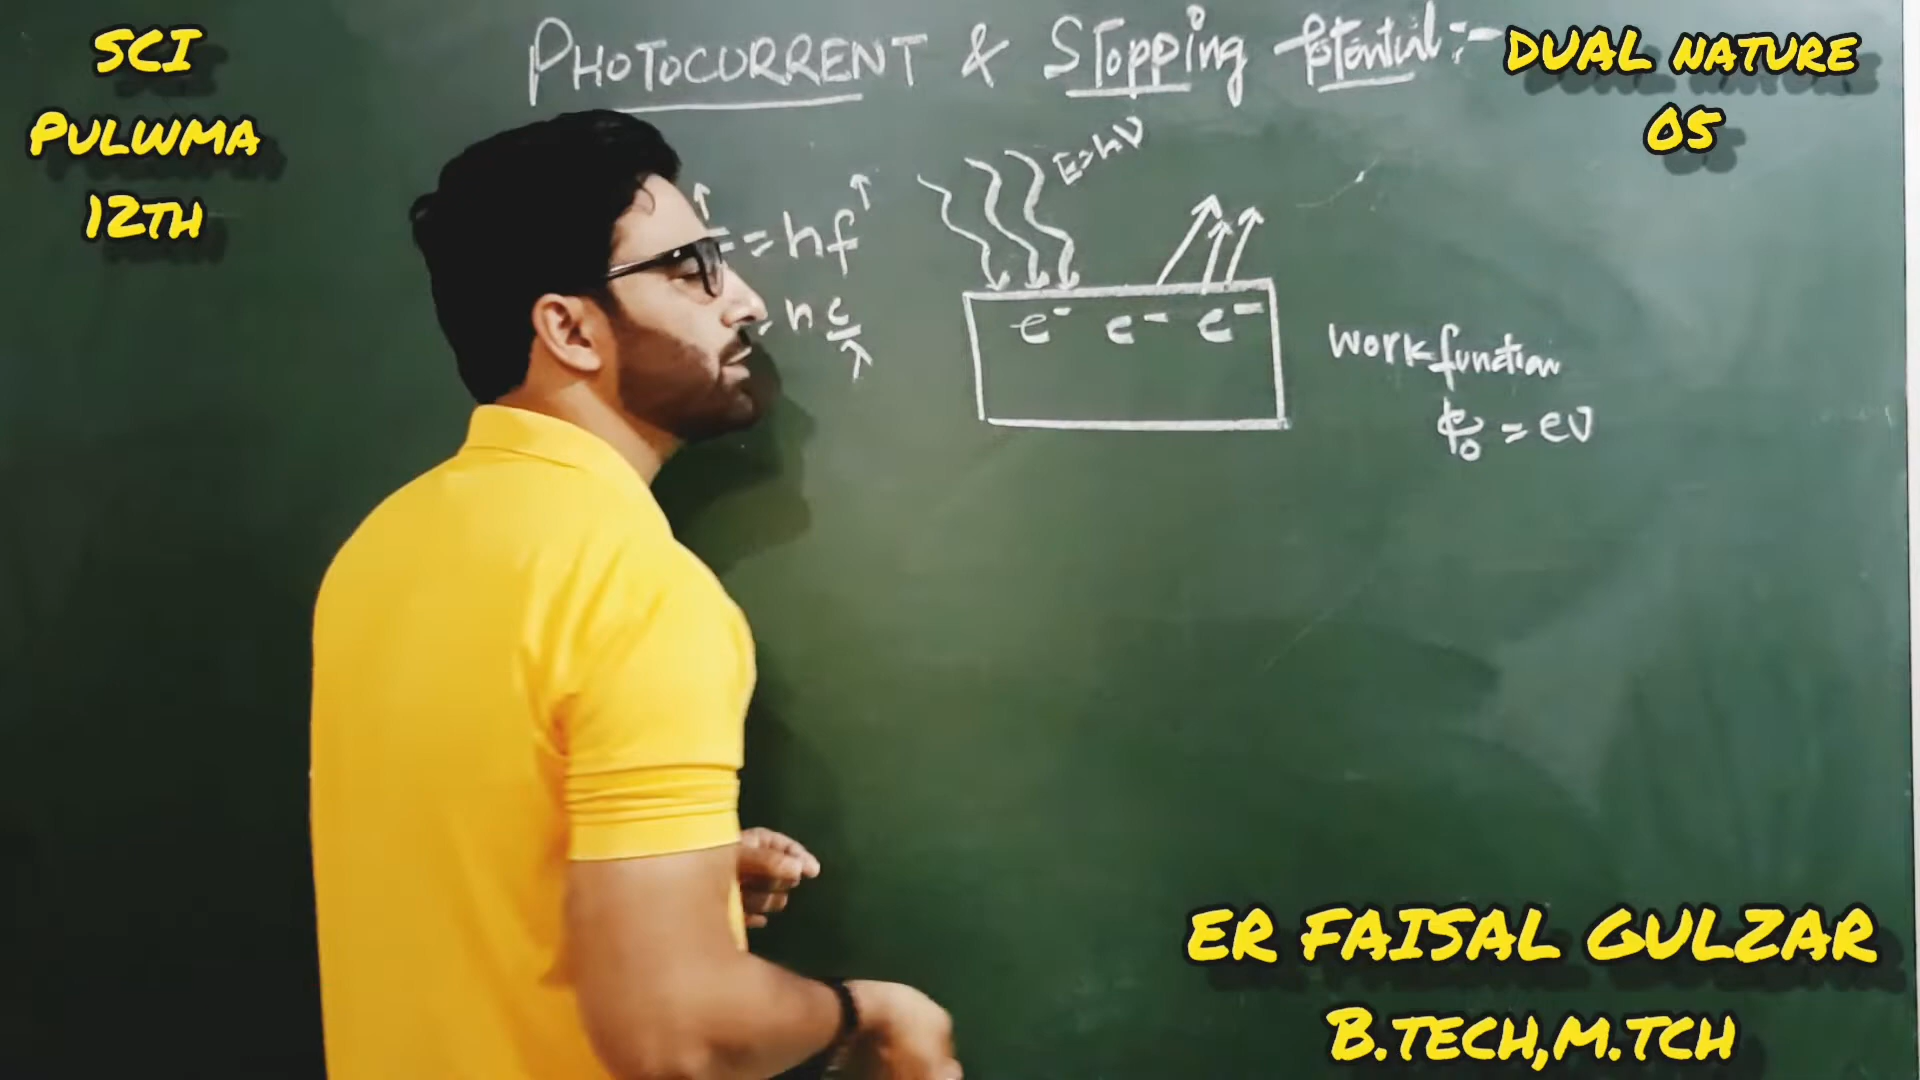 SCI
PULWMA
12TH
PHOTOCURRENT & Stopping Potential :-
DUAL NATURE
05
E=hν
= hf
= h c/λ
e⁻ e⁻ e⁻
Work function
ϕ₀ = eV
ER FAISAL GULZAR
B.TECH,M.TCH